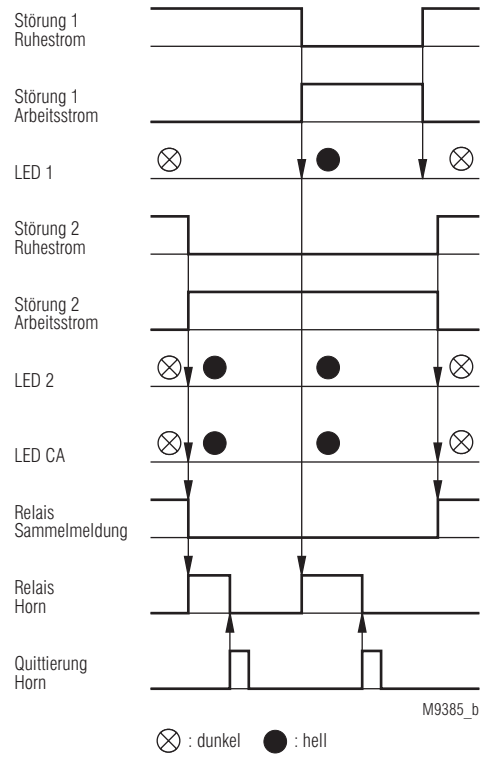 Störung 1
Ruhestrom
Störung 1
Arbeitsstrom
LED 1
Störung 2
Ruhestrom
Störung 2
Arbeitsstrom
LED 2
LED CA
Relais
Sammelmeldung
Relais
Horn
Quittierung
Horn
M9385_b
: dunkel : hell